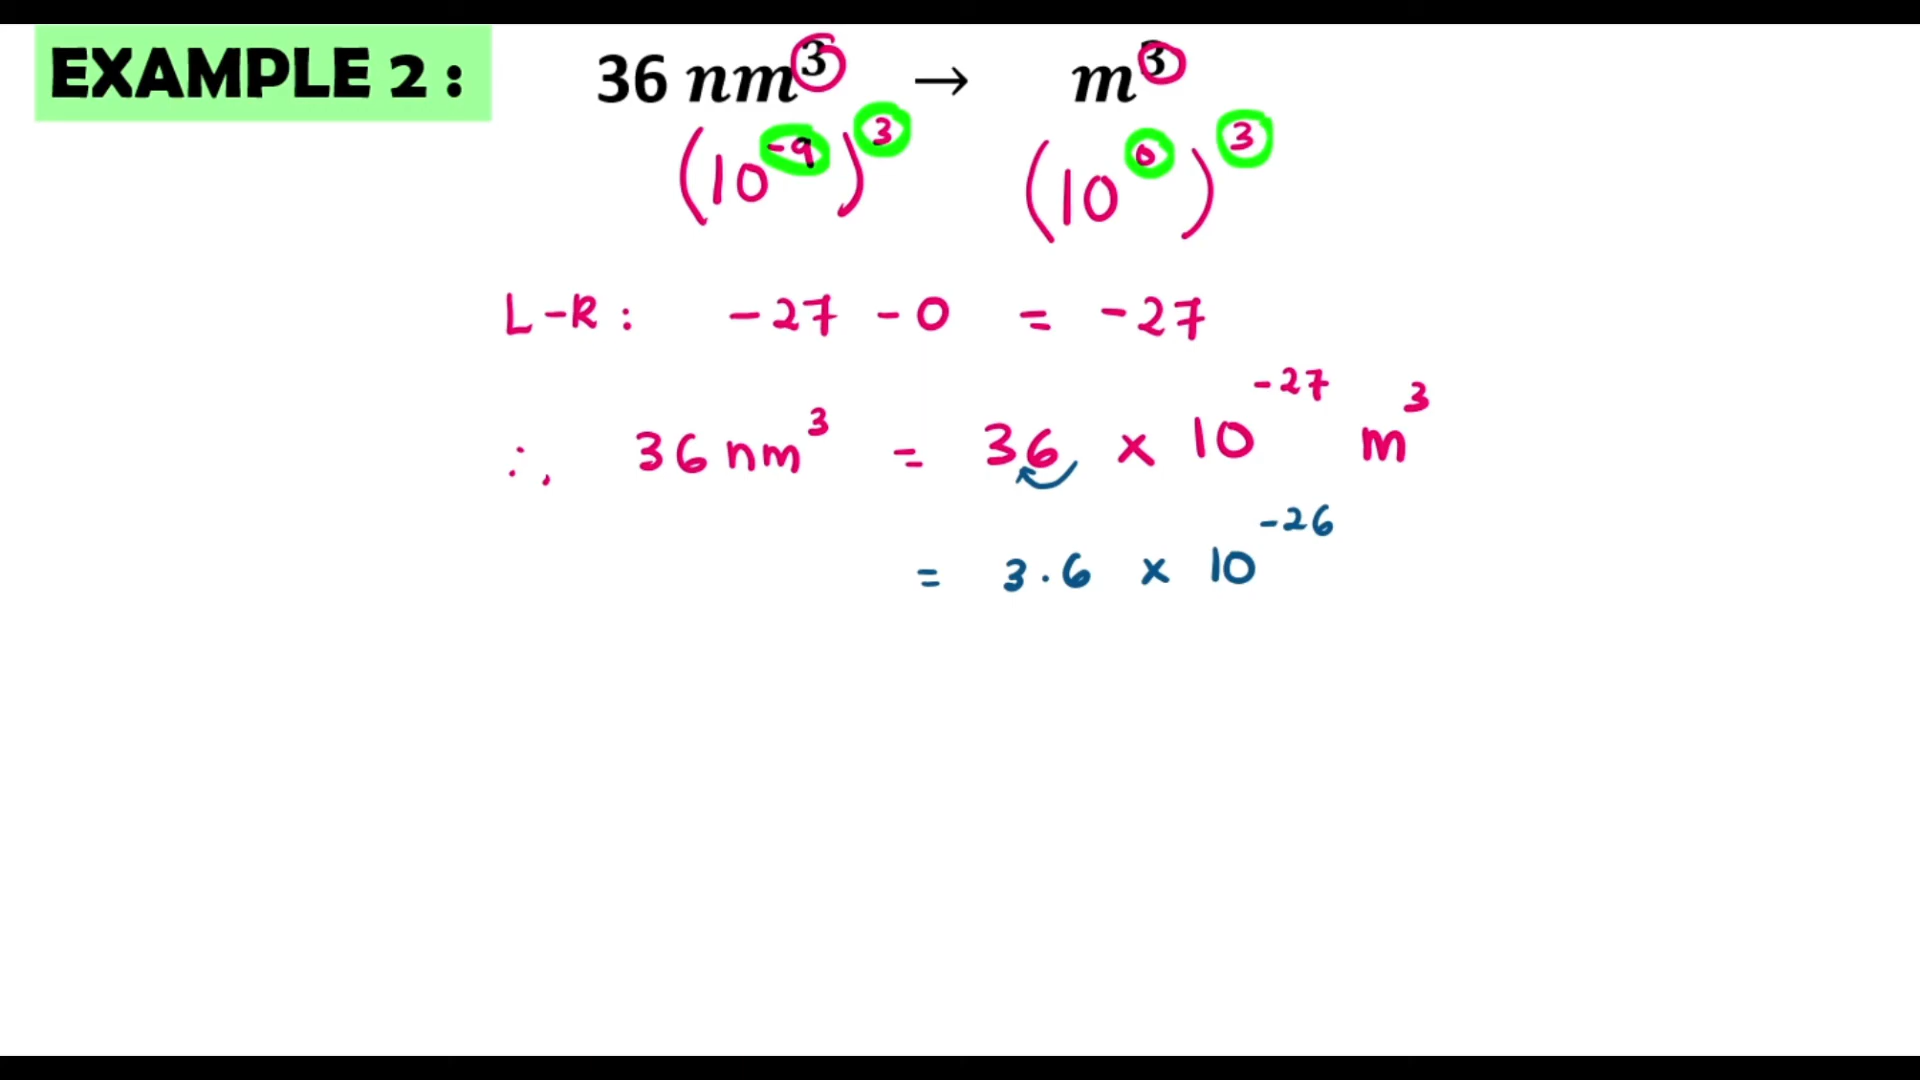 EXAMPLE 2 : 36 nm³ → m³
(10⁻⁹)³ (10⁰)³
L-R : -27 - 0 = -27
∴ 36 nm³ = 36 × 10⁻²⁷ m³
= 3.6 × 10⁻²⁶